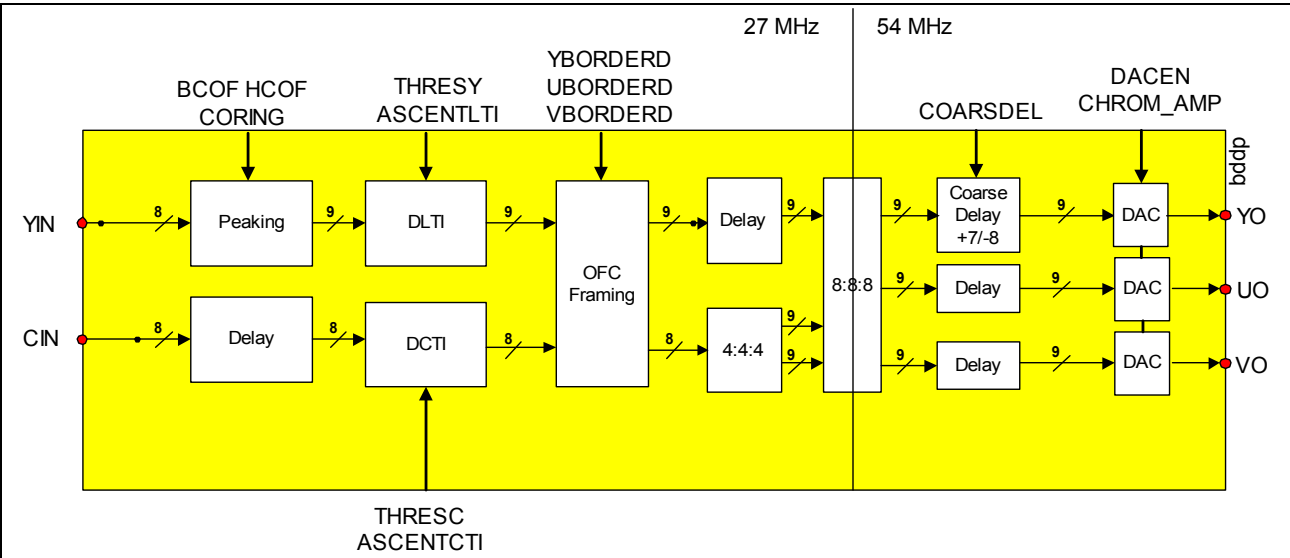 27 MHz 54 MHz
YBORDERD
UBORDERD
VBORDERD
BCOF HCOF
CORING
THRESY
ASCENTLTI
COARSDEL
DACEN
CHROM_AMP
bddp
YIN 8 Peaking 9 DLTI 9 9 Delay 9 9 Coarse
Delay
+7/-8 9 DAC YO
OFC
Framing
8:8:8 9 Delay 9 DAC UO
CIN 8 Delay 8 DCTI 8 8 4:4:4 9
9
9 Delay 9 DAC VO
THRESC
ASCENTCTI